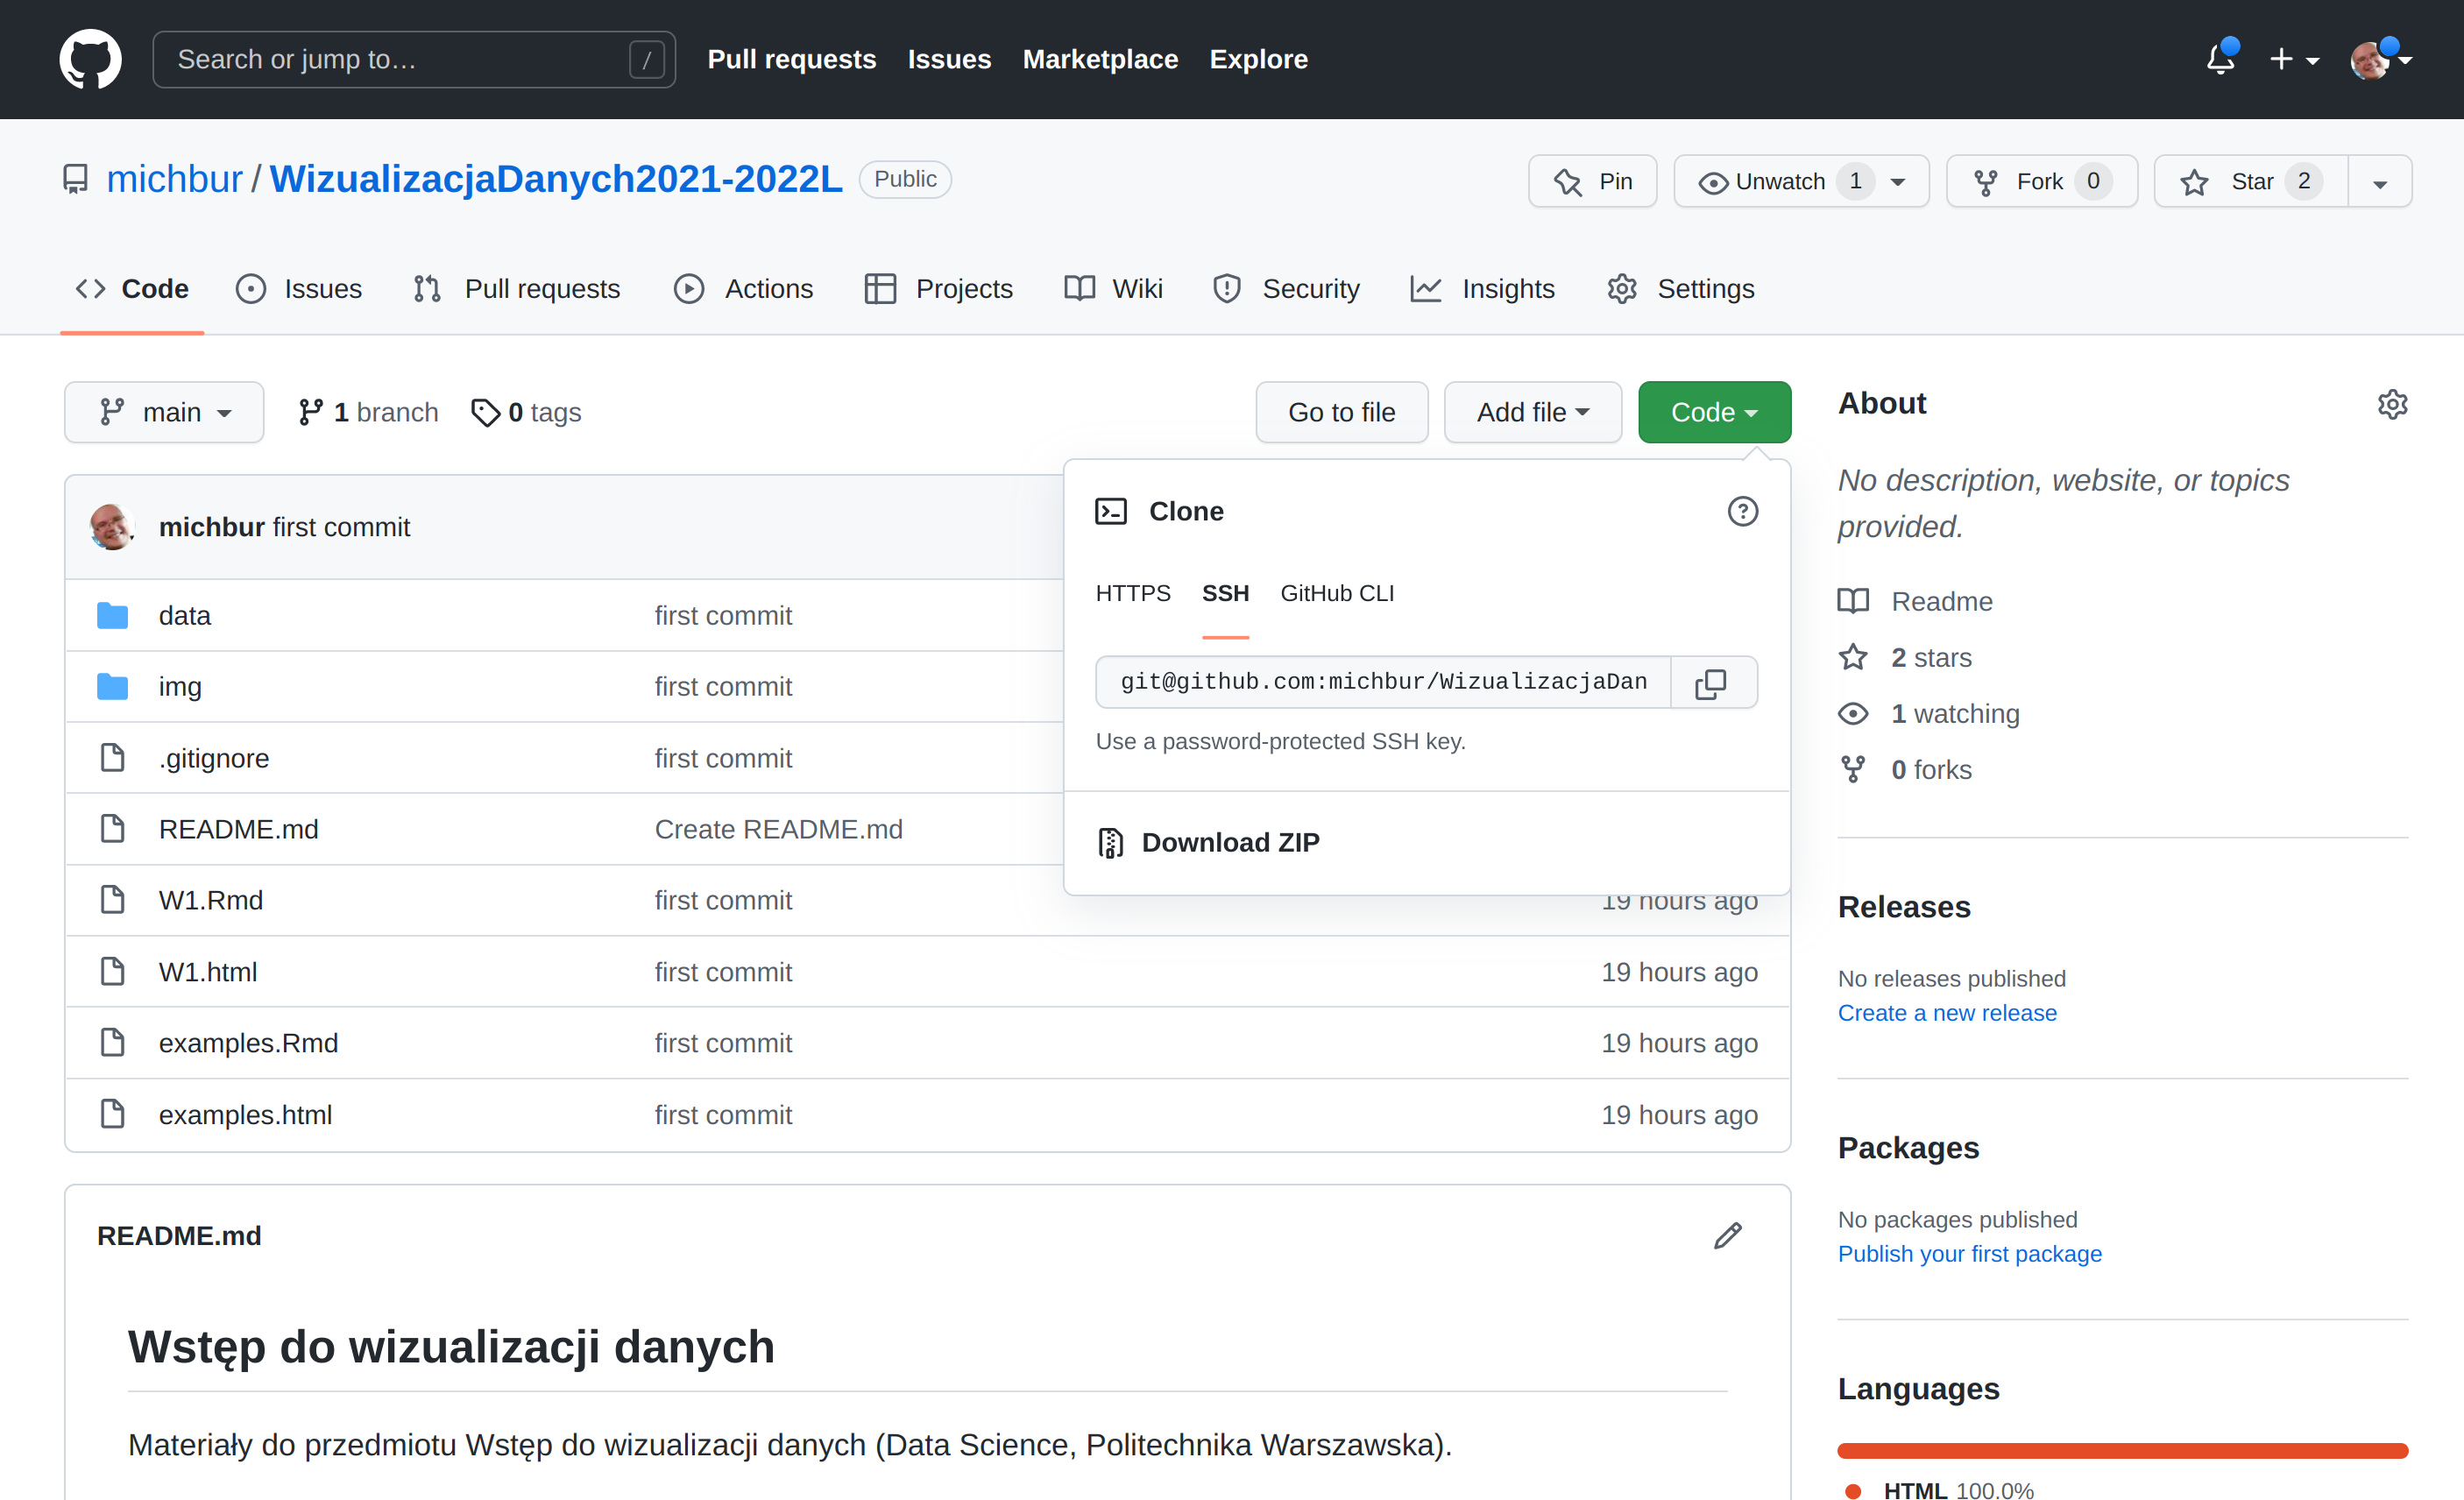 Search or jump to… / Pull requests Issues Marketplace Explore
michbur / WizualizacjaDanych2021-2022L Public Pin Unwatch 1 Fork 0 Star 2
Code Issues Pull requests Actions Projects Wiki Security Insights Settings
main 1 branch 0 tags Go to file Add file Code
michbur first commit
data first commit
img first commit
.gitignore first commit
README.md Create README.md
W1.Rmd first commit 19 hours ago
W1.html first commit 19 hours ago
examples.Rmd first commit 19 hours ago
examples.html first commit 19 hours ago
Clone
HTTPS SSH GitHub CLI
git@github.com:michbur/WizualizacjaDan
Use a password-protected SSH key.
Download ZIP
README.md
Wstęp do wizualizacji danych
Materiały do przedmiotu Wstęp do wizualizacji danych (Data Science, Politechnika Warszawska).
About
No description, website, or topics
provided.
Readme
2 stars
1 watching
0 forks
Releases
No releases published
Create a new release
Packages
No packages published
Publish your first package
Languages
HTML 100.0%